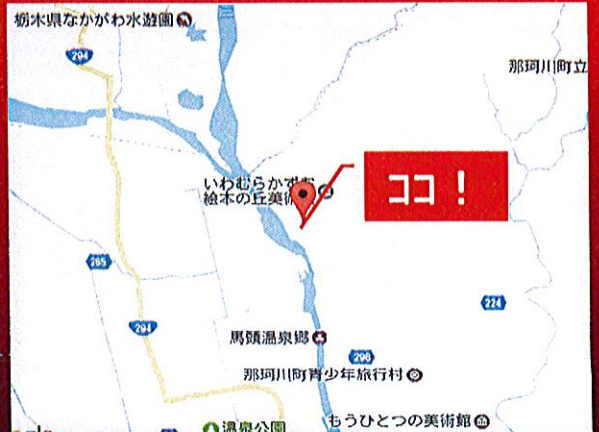 栃木県なかがわ水遊園
294
那珂川町立
いわむらかずお
絵本の丘美術
ココ！
265
294
224
馬頭温泉郷
298
那珂川町青少年旅行村
温泉公園
もうひとつの美術館